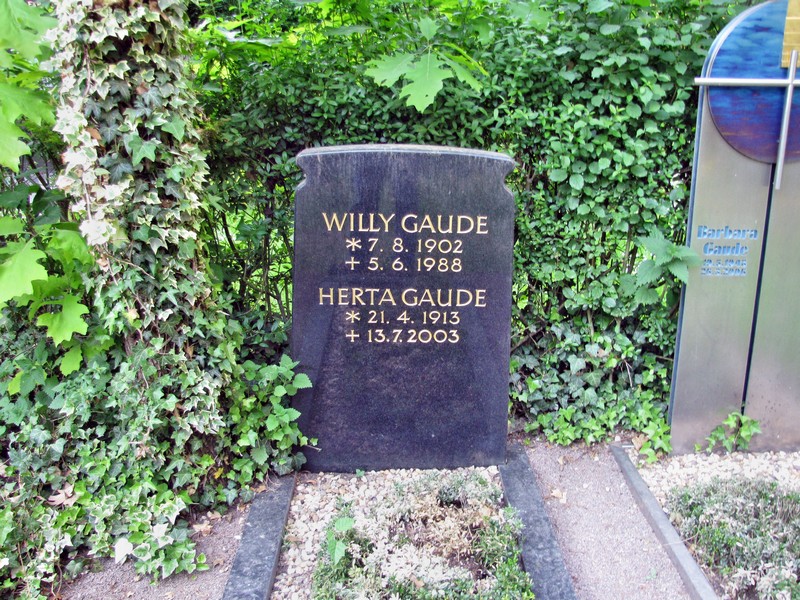 WILLY GAUDE
* 7. 8. 1902
+ 5. 6. 1988
HERTA GAUDE
* 21. 4. 1913
+ 13.7.2003
Barbara
Gaude